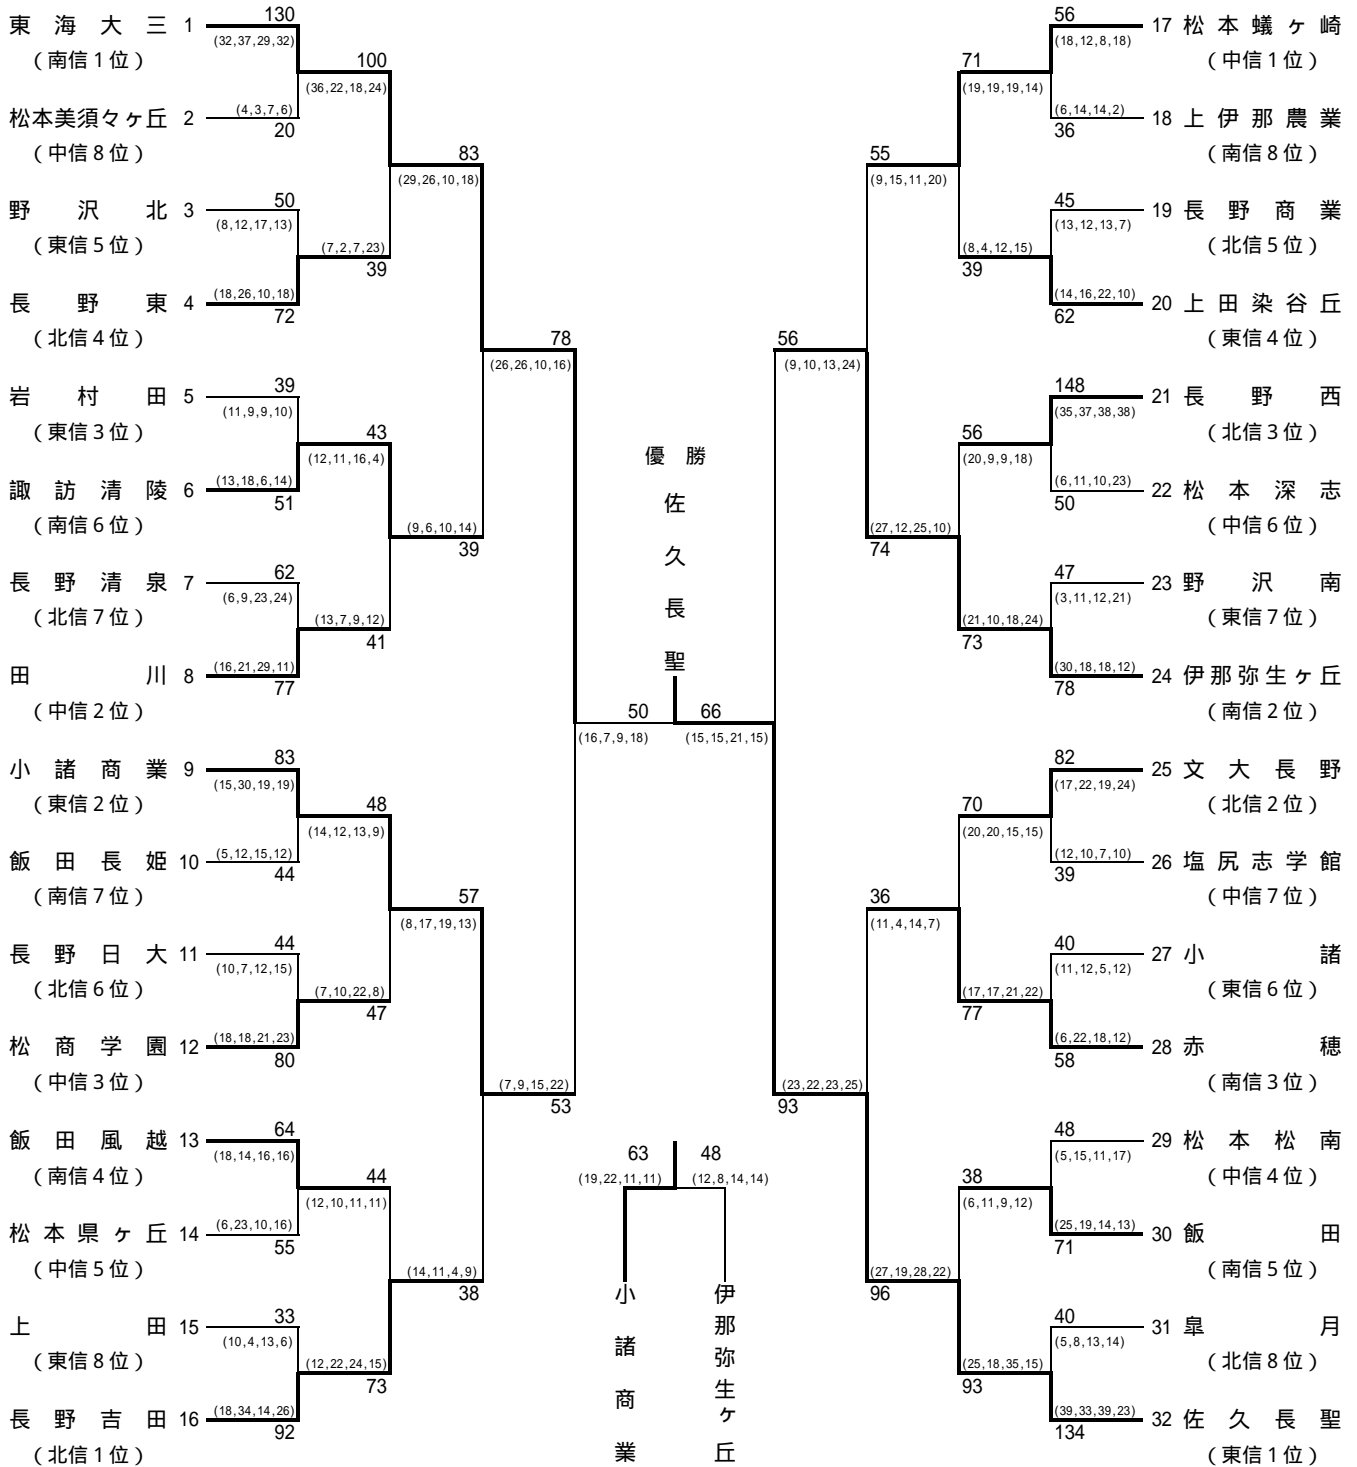 東海大三 1
(南信1位)
130
(32,37,29,32)
松本美須々ヶ丘 2
(中信8位)
(4,3,7,6)
20
野沢北 3
(東信5位)
50
(8,12,17,13)
長野東 4
(北信4位)
(18,26,10,18)
72
岩村田 5
(東信3位)
39
(11,9,9,10)
諏訪清陵 6
(南信6位)
(13,18,6,14)
51
長野清泉 7
(北信7位)
62
(6,9,23,24)
田川 8
(中信2位)
(16,21,29,11)
77
小諸商業 9
(東信2位)
83
(15,30,19,19)
飯田長姫 10
(南信7位)
(5,12,15,12)
44
長野日大 11
(北信6位)
44
(10,7,12,15)
松商学園 12
(中信3位)
(18,18,21,23)
80
飯田風越 13
(南信4位)
64
(18,14,16,16)
松本県ヶ丘 14
(中信5位)
(6,23,10,16)
55
上田 15
(東信8位)
33
(10,4,13,6)
長野吉田 16
(北信1位)
(18,34,14,26)
92
100
(36,22,18,24)
(7,2,7,23)
39
43
(12,11,16,4)
(13,7,9,12)
41
48
(14,12,13,9)
(7,10,22,8)
47
44
(12,10,11,11)
(12,22,24,15)
73
83
(29,26,10,18)
(9,6,10,14)
39
57
(8,17,19,13)
(14,11,4,9)
38
78
(26,26,10,16)
(7,9,15,22)
53
優勝
佐久長聖
50
(16,7,9,18)
66
(15,15,21,15)
63
(19,22,11,11)
48
(12,8,14,14)
小諸商業
伊那弥生ヶ丘
56
(9,10,13,24)
(23,22,23,25)
93
55
(9,15,11,20)
(27,12,25,10)
74
36
(11,4,14,7)
(27,19,28,22)
96
71
(19,19,19,14)
(8,4,12,15)
39
56
(20,9,9,18)
(21,10,18,24)
73
70
(20,20,15,15)
(17,17,21,22)
77
38
(6,11,9,12)
(25,18,35,15)
93
56
(18,12,8,18)
17 松本蟻ヶ崎
(中信1位)
(6,14,14,2)
36
18 上伊那農業
(南信8位)
45
(13,12,13,7)
19 長野商業
(北信5位)
(14,16,22,10)
62
20 上田染谷丘
(東信4位)
148
(35,37,38,38)
21 長野西
(北信3位)
(6,11,10,23)
50
22 松本深志
(中信6位)
47
(3,11,12,21)
23 野沢南
(東信7位)
(30,18,18,12)
78
24 伊那弥生ヶ丘
(南信2位)
82
(17,22,19,24)
25 文大長野
(北信2位)
(12,10,7,10)
39
26 塩尻志学館
(中信7位)
40
(11,12,5,12)
27 小諸
(東信6位)
(6,22,18,12)
58
28 赤穂
(南信3位)
48
(5,15,11,17)
29 松本松南
(中信4位)
(25,19,14,13)
71
30 飯田
(南信5位)
40
(5,8,13,14)
31 皐月
(北信8位)
(39,33,39,23)
134
32 佐久長聖
(東信1位)